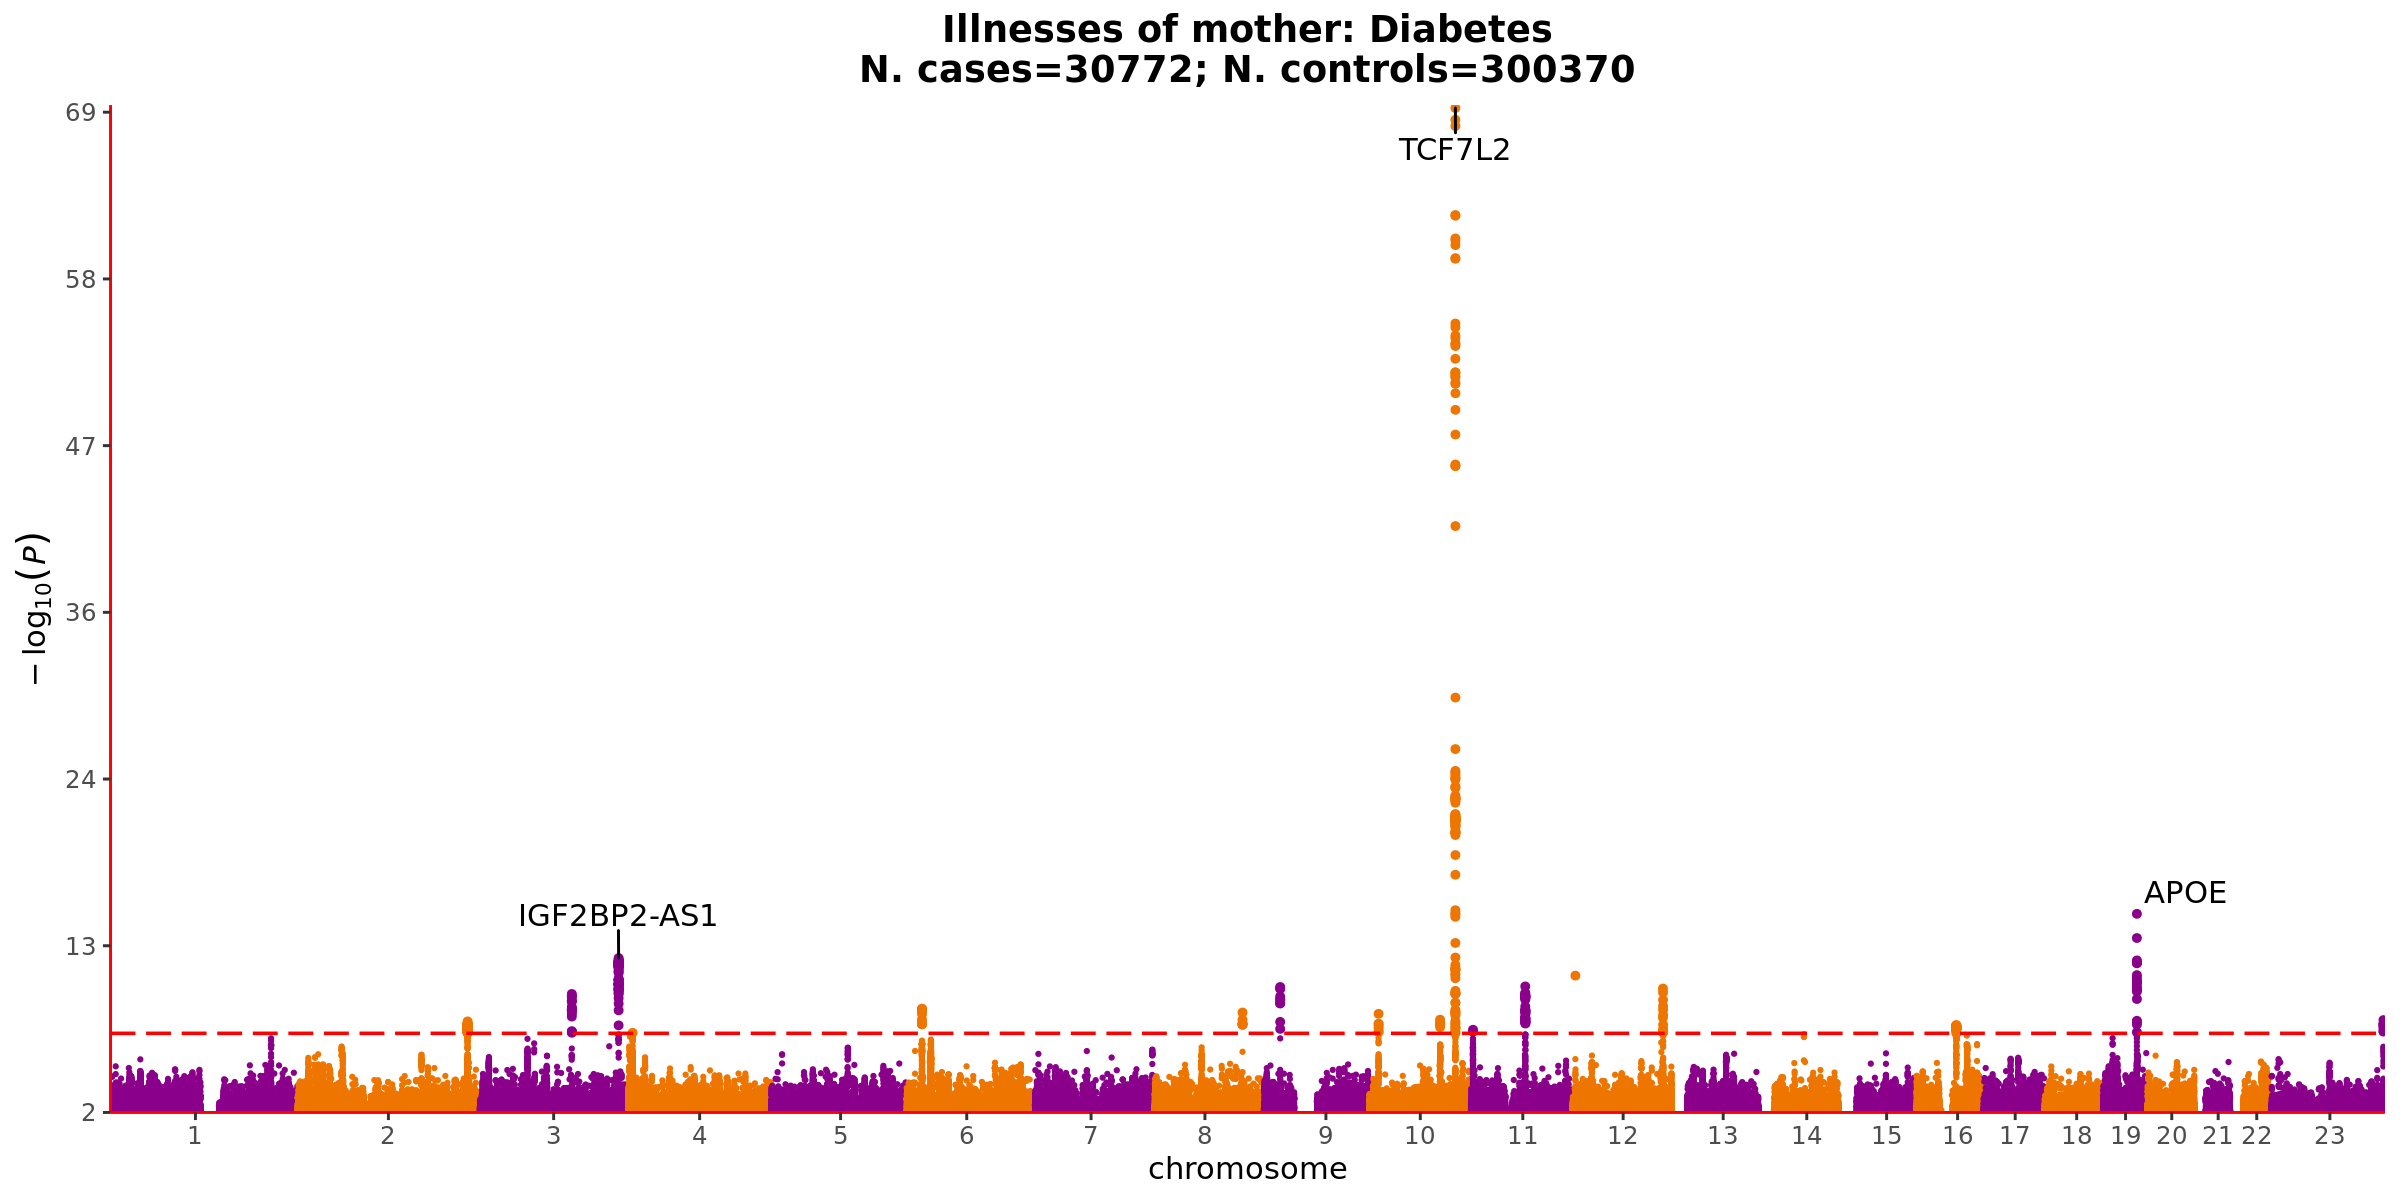 Illnesses of mother: Diabetes
N. cases=30772; N. controls=300370
69
TCF7L2
58
47
−log10(P)
36
24
IGF2BP2-AS1
APOE
13
2
1 2 3 4 5 6 7 8 9 10 11 12 13 14 15 16 17 18 19 20 21 22 23
chromosome